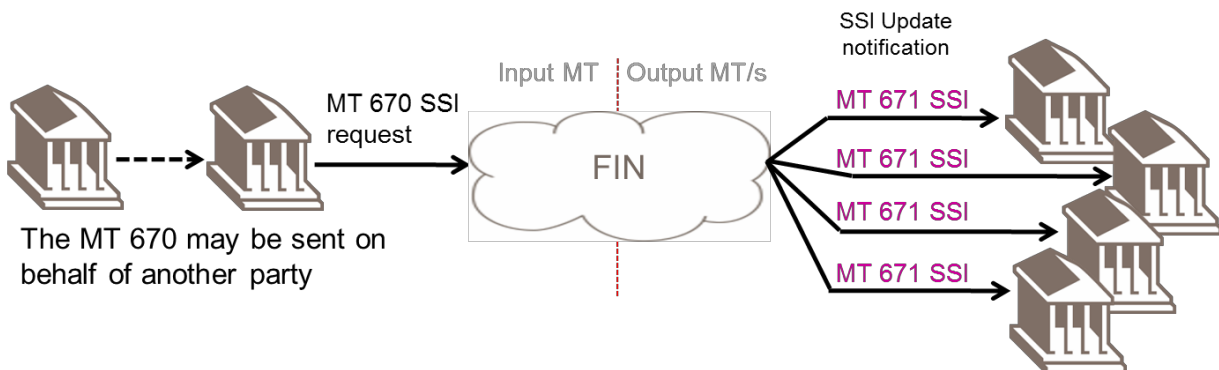 SSI Update
notification
Input MT
Output MT/s
MT 670 SSI
request
FIN
MT 671 SSI
MT 671 SSI
MT 671 SSI
MT 671 SSI
The MT 670 may be sent on
behalf of another party